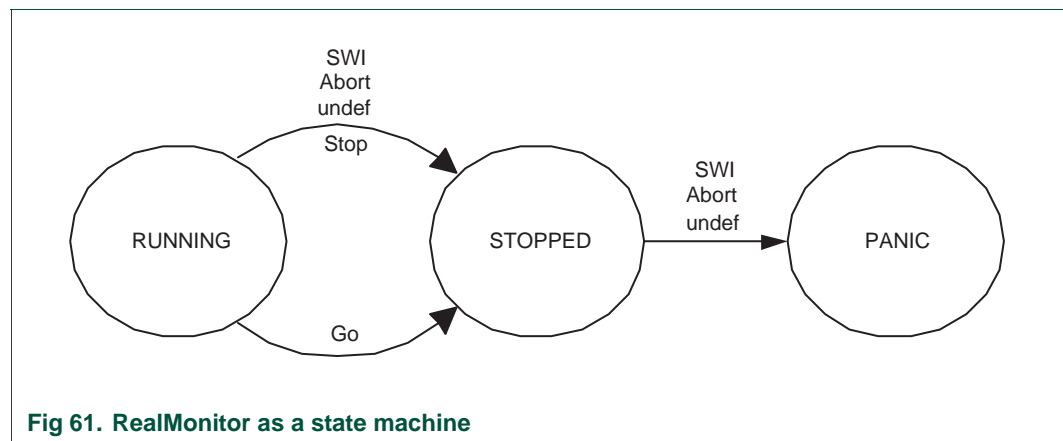 SWI
Abort
undef
Stop
SWI
Abort
undef
RUNNING
STOPPED
PANIC
Go
Fig 61. RealMonitor as a state machine